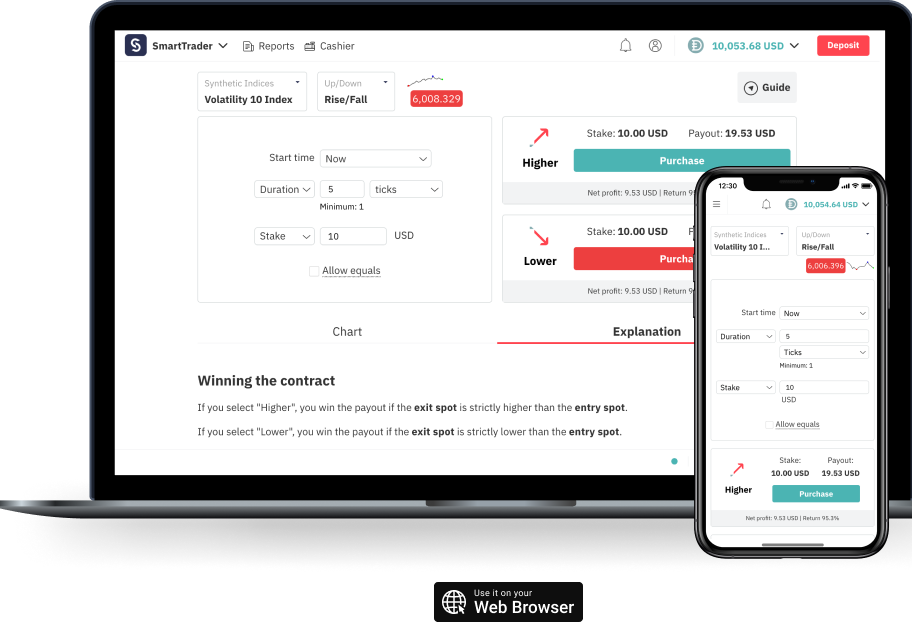 SmartTrader Reports Cashier 10,053.68 USD Deposit
Synthetic Indices Up/Down
Volatility 10 Index Rise/Fall 6,008.329 Guide
Start time Now
Duration 5 ticks
Minimum: 1
Stake 10 USD
Allow equals
Stake: 10.00 USD Payout: 19.53 USD
Higher Purchase
Net profit: 9.53 USD | Return 9
Stake: 10.00 USD
Lower Purcha
Net profit: 9.53 USD | Return 9
Chart Explanation
Winning the contract
If you select "Higher", you win the payout if the exit spot is strictly higher than the entry spot.
If you select "Lower", you win the payout if the exit spot is strictly lower than the entry spot.
12:30
10,054.64 USD
Synthetic Indices Up/Down
Volatility 10 I... Rise/Fall
6,006.396
Start time Now
Duration 5
Ticks
Minimum: 1
Stake 10
USD
Allow equals
Stake: Payout:
10.00 USD 19.53 USD
Higher Purchase
Net profit: 9.53 USD | Return 95.3%
Use it on your
Web Browser